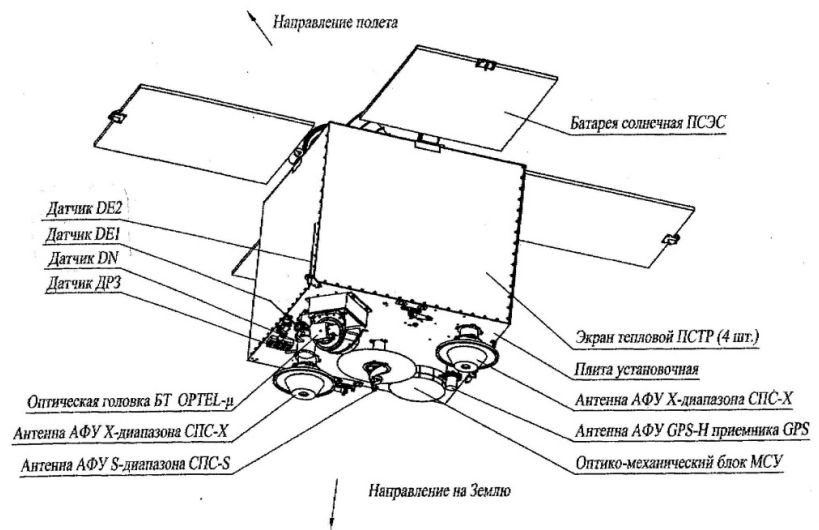 Направление полета
Батарея солнечная ПСЭС
Датчик DE2
Датчик DE1
Датчик DN
Датчик ДРЗ
Экран тепловой ПСТР (4 шт.)
Плита установочная
Оптическая головка БТ OPTEL-μ
Антенна АФУ X-диапазона СПС-X
Антенна АФУ X-диапазона СПС-X
Антенна АФУ GPS-Н приемника GPS
Антенна АФУ S-диапазона СПС-S
Оптико-механический блок МСУ
Направление на Землю